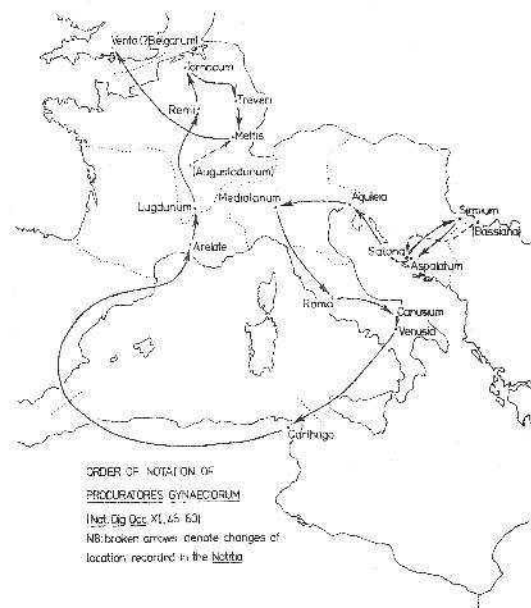 Venta (?Belgarum)
Tornacum
Treveri
Remi
Mettis
(Augustodunum)
Mediolanum
Aquileia
Sirmium
(Bassiana)
Lugdunum
Salona
Aspalatum
Arelate
Roma
Canusium
Venusia
Carthago
ORDER OF NOTATION OF
PROCURATORES GYNAECIORUM
(Not. Dig. Occ. XI, 45-60)
NB: broken arrows denote changes of
location recorded in the Notitia